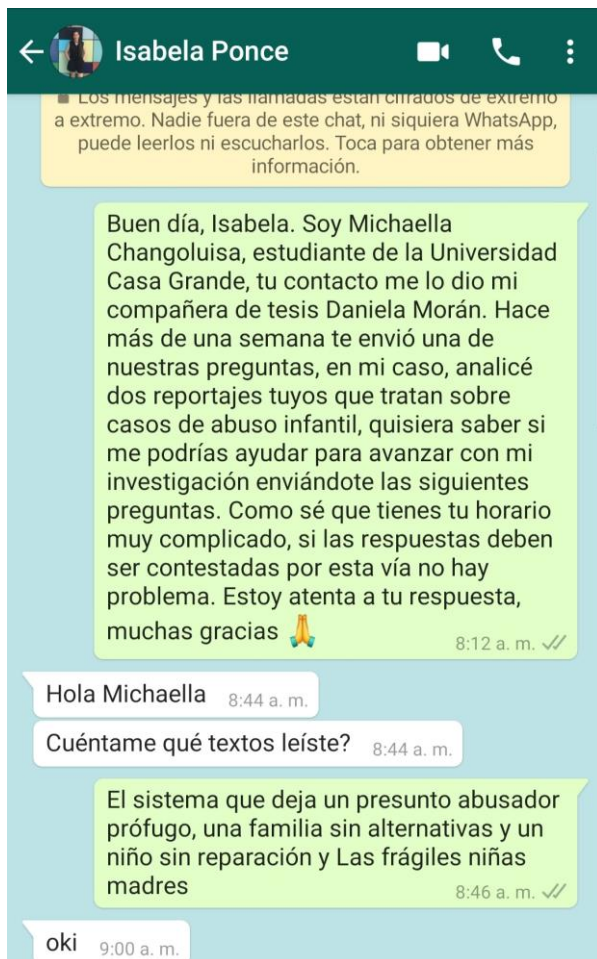 Isabela Ponce
Los mensajes y las llamadas están cifrados de extremo
a extremo. Nadie fuera de este chat, ni siquiera WhatsApp,
puede leerlos ni escucharlos. Toca para obtener más
información.
Buen día, Isabela. Soy Michaella
Changoluisa, estudiante de la Universidad
Casa Grande, tu contacto me lo dio mi
compañera de tesis Daniela Morán. Hace
más de una semana te envió una de
nuestras preguntas, en mi caso, analicé
dos reportajes tuyos que tratan sobre
casos de abuso infantil, quisiera saber si
me podrías ayudar para avanzar con mi
investigación enviándote las siguientes
preguntas. Como sé que tienes tu horario
muy complicado, si las respuestas deben
ser contestadas por esta vía no hay
problema. Estoy atenta a tu respuesta,
muchas gracias 🙏
8:12 a. m.
Hola Michaella 8:44 a. m.
Cuéntame qué textos leíste? 8:44 a. m.
El sistema que deja un presunto abusador
prófugo, una familia sin alternativas y un
niño sin reparación y Las frágiles niñas
madres
8:46 a. m.
oki 9:00 a. m.